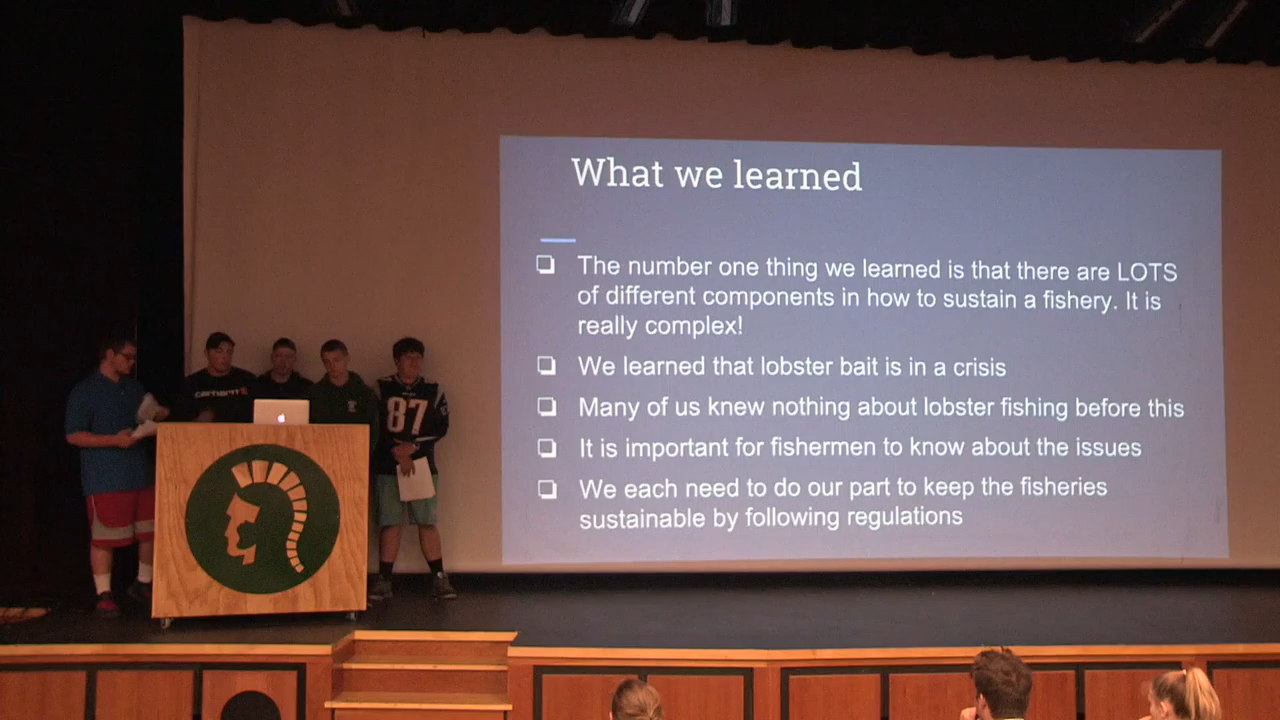 What we learned
❏ The number one thing we learned is that there are LOTS
of different components in how to sustain a fishery. It is
really complex!
❏ We learned that lobster bait is in a crisis
❏ Many of us knew nothing about lobster fishing before this
❏ It is important for fishermen to know about the issues
❏ We each need to do our part to keep the fisheries
sustainable by following regulations
carhartt
87